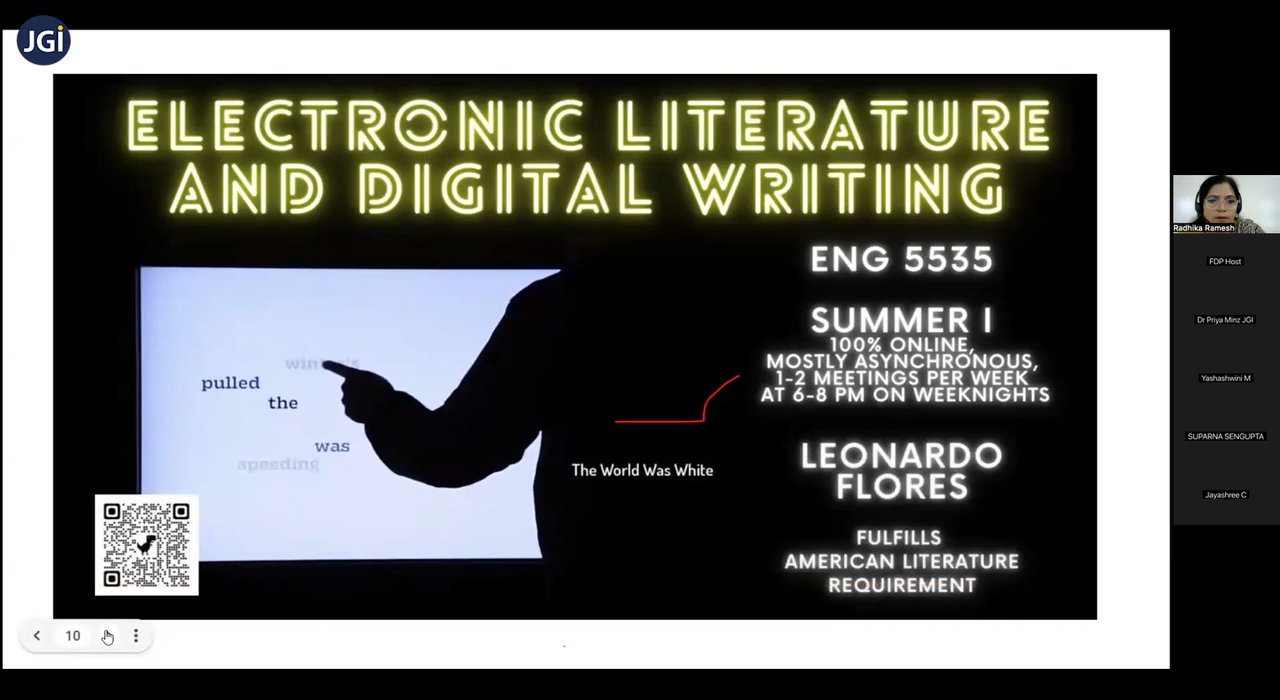 JGi
ELECTRONIC LITERATURE
AND DIGITAL WRITING
winter's
pulled
the
was
speeding
The World Was White
ENG 5535
SUMMER I
100% ONLINE,
MOSTLY ASYNCHRONOUS,
1-2 MEETINGS PER WEEK
AT 6-8 PM ON WEEKNIGHTS
LEONARDO
FLORES
FULFILLS
AMERICAN LITERATURE
REQUIREMENT
10
Radhika Ramesh
FDP Host
Dr Priya Minz JGI
Yashashwini M
SUPARNA SENGUPTA
Jayashree C